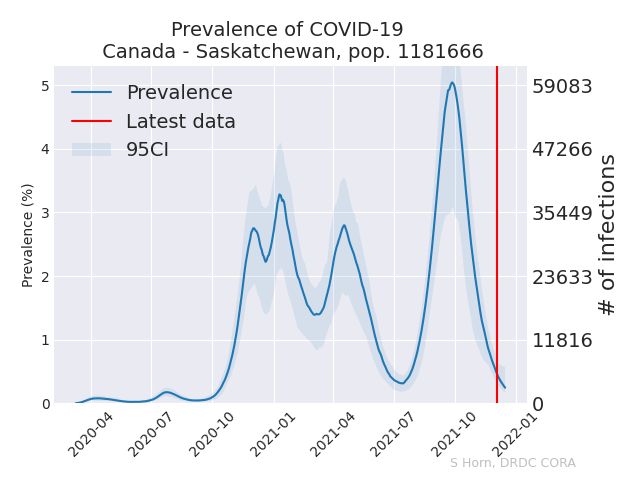 Prevalence of COVID-19
Canada - Saskatchewan, pop. 1181666
Prevalence
Latest data
95CI
Prevalence (%)
5
4
3
2
1
0
59083
47266
35449
23633
11816
0
# of infections
2020-04
2020-07
2020-10
2021-01
2021-04
2021-07
2021-10
2022-01
S Horn, DRDC CORA